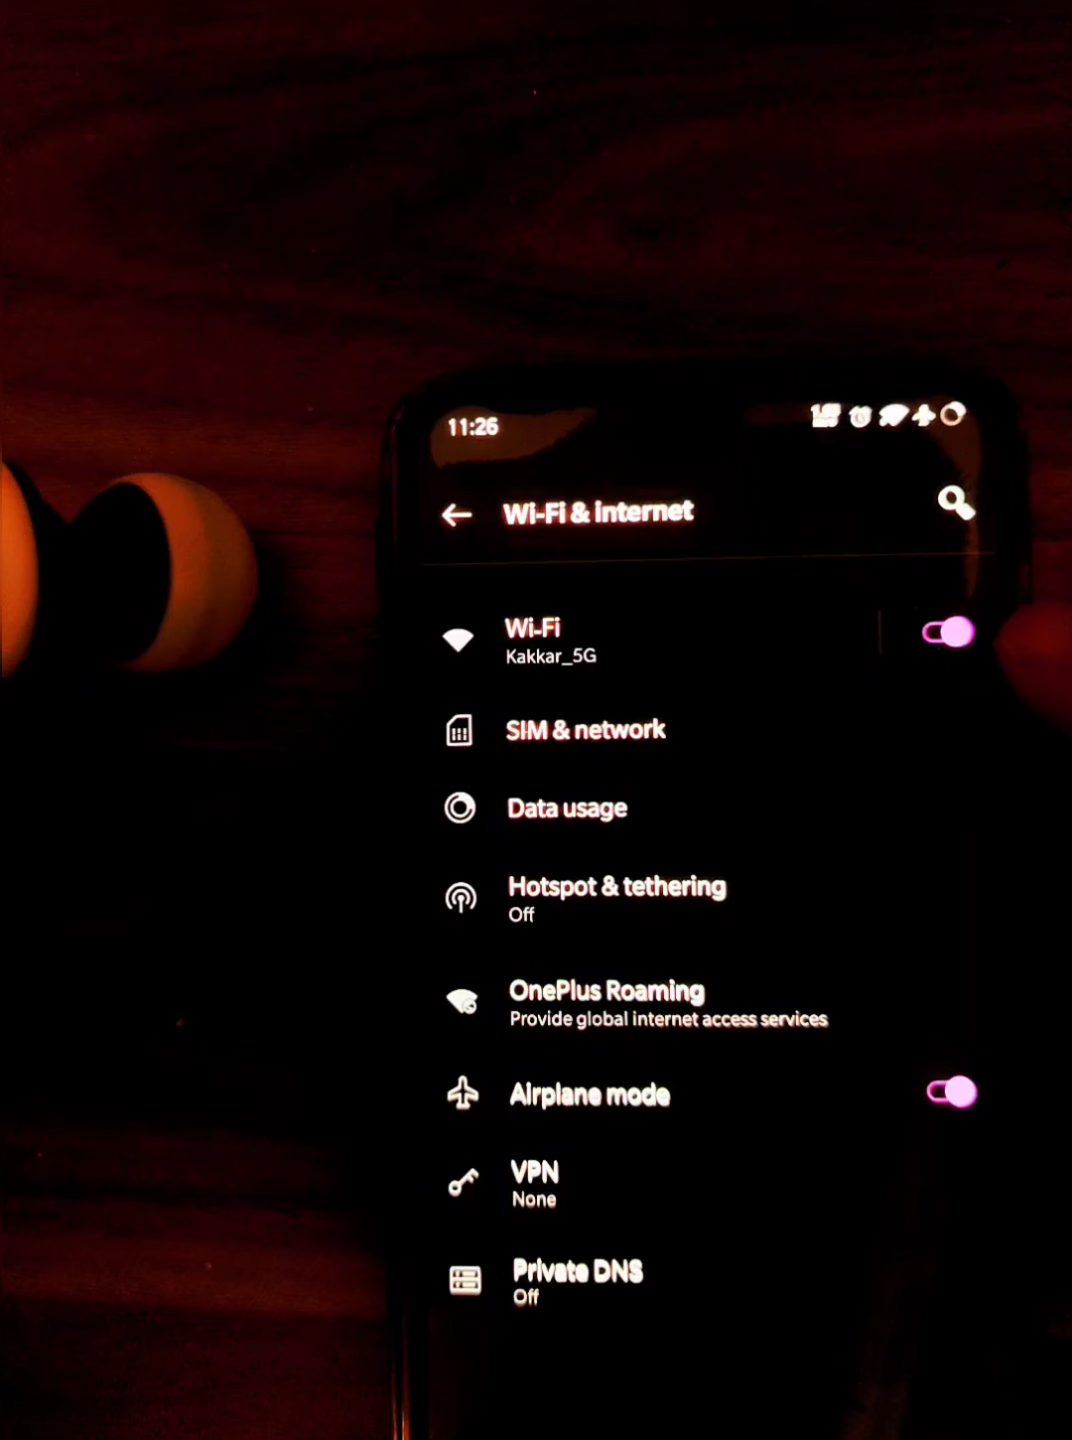 11:26
Wi-Fi & internet
Wi-Fi
Kakkar_5G
SIM & network
Data usage
Hotspot & tethering
Off
OnePlus Roaming
Provide global internet access services
Airplane mode
VPN
None
Private DNS
Off